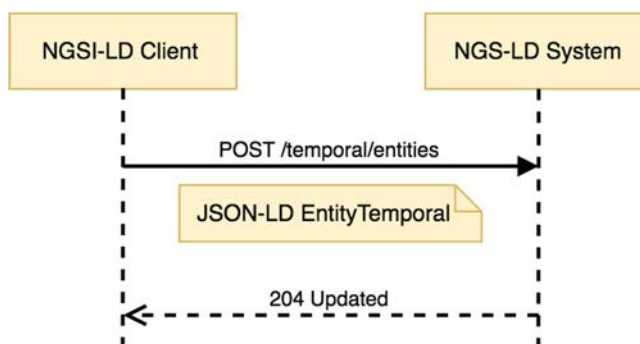 NGSI-LD Client
NGS-LD System
POST /temporal/entities
JSON-LD EntityTemporal
204 Updated